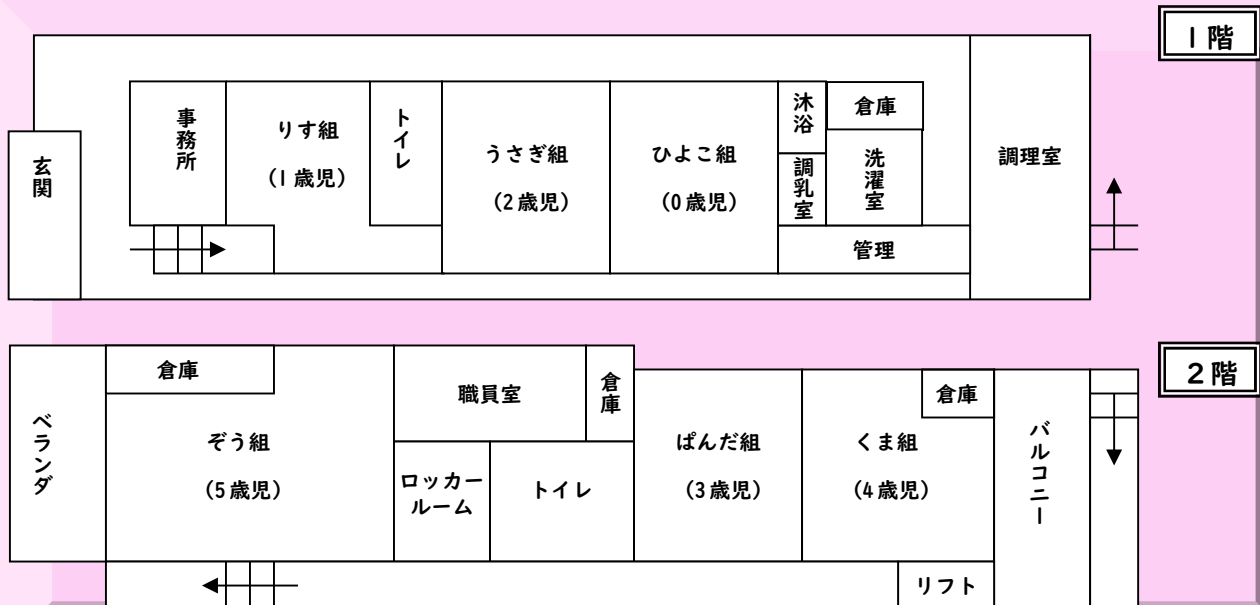 1階
玄関
事務所
りす組
(1歳児)
トイレ
うさぎ組
(2歳児)
ひよこ組
(0歳児)
沐浴
調乳室
倉庫
洗濯室
管理
調理室
2階
ベランダ
倉庫
ぞう組
(5歳児)
職員室
倉庫
ロッカー
ルーム
トイレ
ぱんだ組
(3歳児)
くま組
(4歳児)
倉庫
バルコニー
リフト